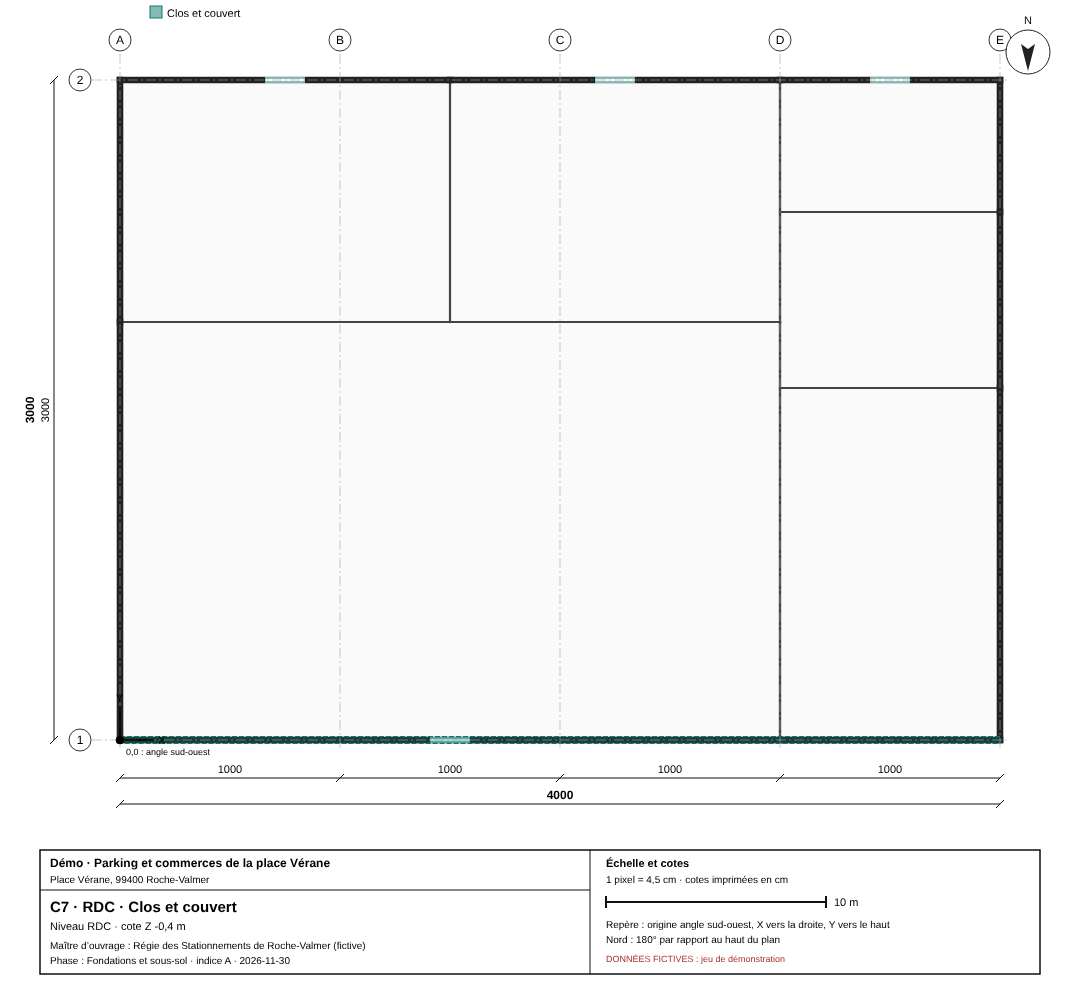 Clos et couvert
N
A
B
C
D
E
2
3000
3000
1
0,0 : angle sud-ouest
1000
1000
1000
1000
4000
Démo · Parking et commerces de la place Vérane
Place Vérane, 99400 Roche-Valmer
C7 · RDC · Clos et couvert
Niveau RDC · cote Z -0,4 m
Maître d'ouvrage : Régie des Stationnements de Roche-Valmer (fictive)
Phase : Fondations et sous-sol · indice A · 2026-11-30
Échelle et cotes
1 pixel = 4,5 cm · cotes imprimées en cm
10 m
Repère : origine angle sud-ouest, X vers la droite, Y vers le haut
Nord : 180° par rapport au haut du plan
DONNÉES FICTIVES : jeu de démonstration